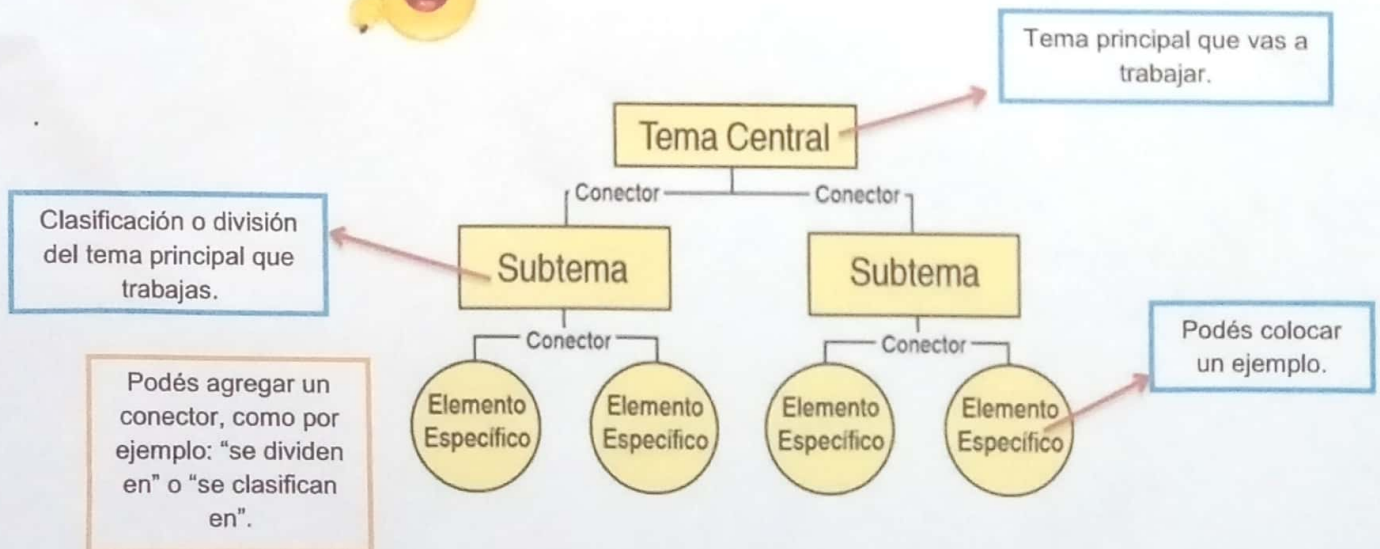 Tema principal que vas a
trabajar.
Tema Central
Conector
Conector
Clasificación o división
del tema principal que
trabajas.
Subtema
Subtema
Conector
Conector
Podés colocar
un ejemplo.
Elemento
Específico
Elemento
Específico
Elemento
Específico
Elemento
Específico
Podés agregar un
conector, como por
ejemplo: “se dividen
en” o “se clasifican
en”.